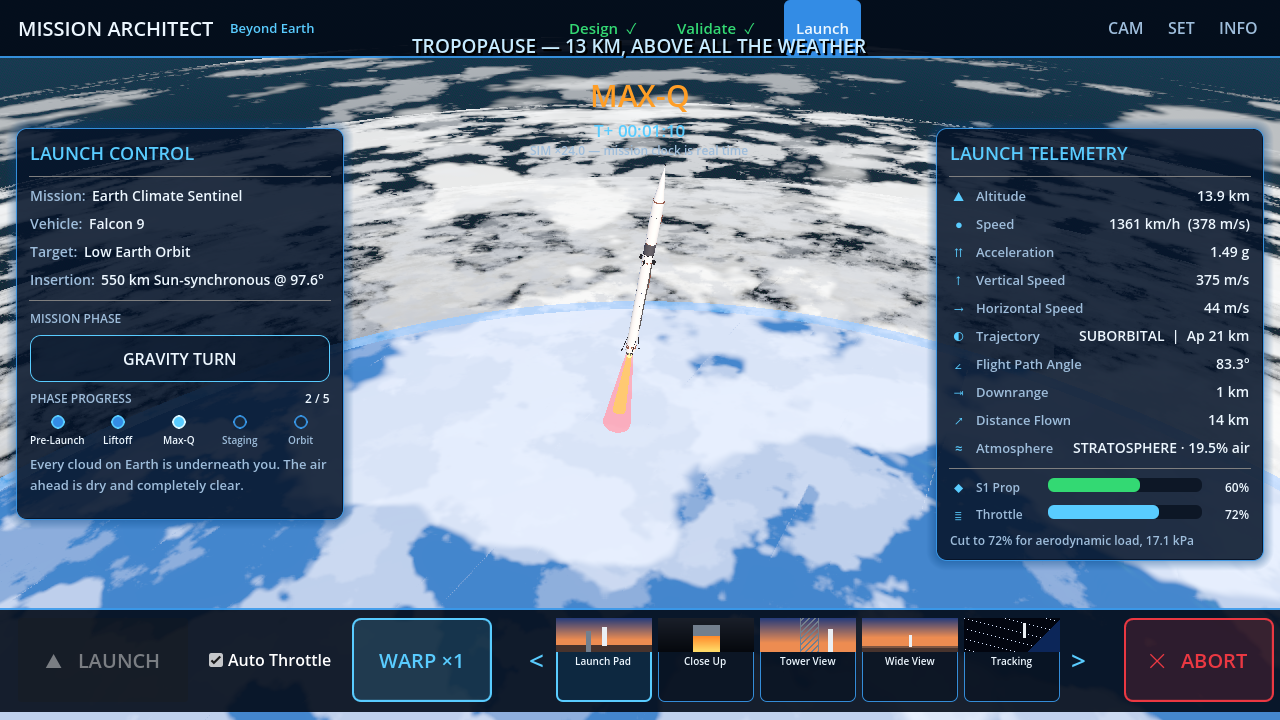 MISSION ARCHITECT
Beyond Earth
Design ✓
Validate ✓
Launch
CAM
SET
INFO
TROPOPAUSE — 13 KM, ABOVE ALL THE WEATHER
MAX-Q
T+ 00:01:10
— mission clock is real time
LAUNCH CONTROL
Mission: Earth Climate Sentinel
Vehicle: Falcon 9
Target: Low Earth Orbit
Insertion: 550 km Sun-synchronous @ 97.6°
MISSION PHASE
GRAVITY TURN
PHASE PROGRESS 2 / 5
Pre-Launch Liftoff Max-Q Staging Orbit
Every cloud on Earth is underneath you. The air
ahead is dry and completely clear.
LAUNCH TELEMETRY
Altitude 13.9 km
Speed 1361 km/h (378 m/s)
Acceleration 1.49 g
Vertical Speed 375 m/s
Horizontal Speed 44 m/s
Trajectory SUBORBITAL | Ap 21 km
Flight Path Angle 83.3°
Downrange 1 km
Distance Flown 14 km
Atmosphere STRATOSPHERE · 19.5% air
S1 Prop 60%
Throttle 72%
Cut to 72% for aerodynamic load, 17.1 kPa
LAUNCH
Auto Throttle
WARP ×1
<
Launch Pad
Close Up
Tower View
Wide View
Tracking
>
ABORT